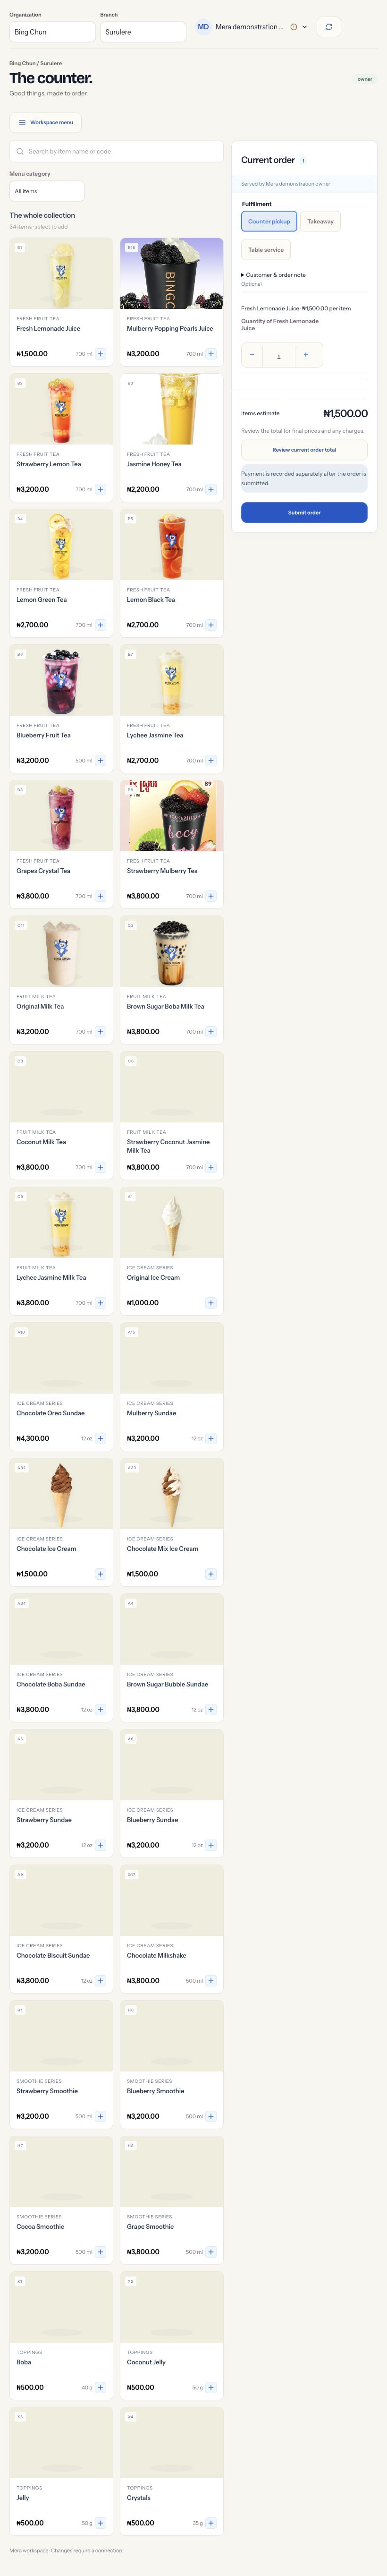 Organization
Branch
Bing Chun
Surulere
MD
Mera demonstration ...
Bing Chun / Surulere
The counter.
owner
Good things, made to order.
Workspace menu
Search by item name or code
Menu category
All items
The whole collection
34 items · select to add
B1
FRESH FRUIT TEA
Fresh Lemonade Juice
₦1,500.00
700 ml
BINGC
FRESH FRUIT TEA
Mulberry Popping Pearls Juice
₦3,200.00
700 ml
FRESH FRUIT TEA
Strawberry Lemon Tea
₦3,200.00
700 ml
FRESH FRUIT TEA
Jasmine Honey Tea
₦2,200.00
700 ml
B4
FRESH FRUIT TEA
Lemon Green Tea
₦2,700.00
700 ml
FRESH FRUIT TEA
Lemon Black Tea
₦2,700.00
700 ml
FRESH FRUIT TEA
Blueberry Fruit Tea
₦3,200.00
500 ml
B7
FRESH FRUIT TEA
Lychee Jasmine Tea
₦2,700.00
700 ml
FRESH FRUIT TEA
Grapes Crystal Tea
₦3,800.00
700 ml
B9
FRESH FRUIT TEA
Strawberry Mulberry Tea
₦3,800.00
700 ml
FRUIT MILK TEA
Original Milk Tea
₦3,200.00
700 ml
FRUIT MILK TEA
Brown Sugar Boba Milk Tea
₦3,800.00
700 ml
FRUIT MILK TEA
Coconut Milk Tea
₦3,800.00
700 ml
FRUIT MILK TEA
Strawberry Coconut Jasmine
Milk Tea
₦3,800.00
700 ml
FRUIT MILK TEA
Lychee Jasmine Milk Tea
₦3,800.00
700 ml
A1
ICE CREAM SERIES
Original Ice Cream
₦1,000.00
A10
ICE CREAM SERIES
Chocolate Oreo Sundae
₦4,300.00
12 oz
A15
ICE CREAM SERIES
Mulberry Sundae
₦3,200.00
12 oz
ICE CREAM SERIES
Chocolate Ice Cream
₦1,500.00
ICE CREAM SERIES
Chocolate Mix Ice Cream
₦1,500.00
ICE CREAM SERIES
Chocolate Boba Sundae
₦3,800.00
12 oz
A4
ICE CREAM SERIES
Brown Sugar Bubble Sundae
₦3,800.00
12 oz
ICE CREAM SERIES
Strawberry Sundae
₦3,200.00
12 oz
ICE CREAM SERIES
Blueberry Sundae
₦3,200.00
12 oz
ICE CREAM SERIES
Chocolate Biscuit Sundae
₦3,800.00
12 oz
ICE CREAM SERIES
Chocolate Milkshake
₦3,800.00
500 ml
H1
SMOOTHIE SERIES
Strawberry Smoothie
₦3,200.00
500 ml
SMOOTHIE SERIES
Blueberry Smoothie
₦3,200.00
500 ml
H7
SMOOTHIE SERIES
Cocoa Smoothie
₦3,200.00
500 ml
H8
SMOOTHIE SERIES
Grape Smoothie
₦3,800.00
500 ml
X1
TOPPINGS
Boba
₦500.00
40 g
X2
TOPPINGS
Coconut Jelly
₦500.00
50 g
X3
TOPPINGS
Jelly
₦500.00
50 g
X4
TOPPINGS
Crystals
₦500.00
35 g
Mera workspace · Changes require a connection.
Current order 1
Served by Mera demonstration owner
Fulfillment
Counter pickup
Takeaway
Table service
Customer & order note
Optional
Fresh Lemonade Juice · ₦1,500.00 per item
Quantity of Fresh Lemonade
Juice
− 1 +
Items estimate
₦1,500.00
Review the total for final prices and any charges.
Review current order total
Payment is recorded separately after the order is
submitted.
Submit order